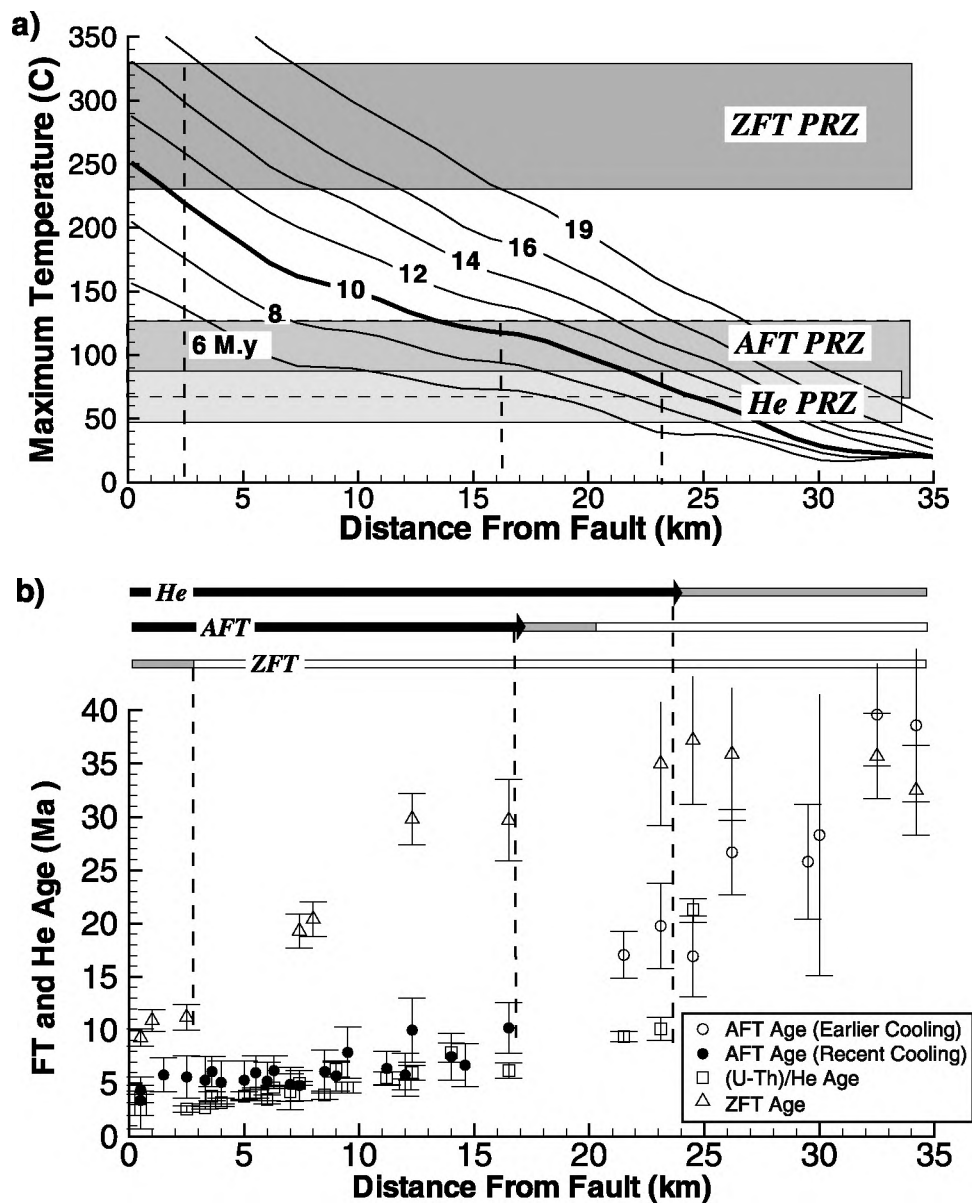 a)
350
300
250
200
150
100
50
0
Maximum Temperature (C)
ZFT PRZ
AFT PRZ
He PRZ
19
16
14
12
10
8
6 M.y
0 5 10 15 20 25 30 35
Distance From Fault (km)
b)
He
AFT
ZFT
40
35
30
25
20
15
10
5
0
FT and He Age (Ma)
AFT Age (Earlier Cooling)
AFT Age (Recent Cooling)
(U-Th)/He Age
ZFT Age
0 5 10 15 20 25 30 35
Distance From Fault (km)